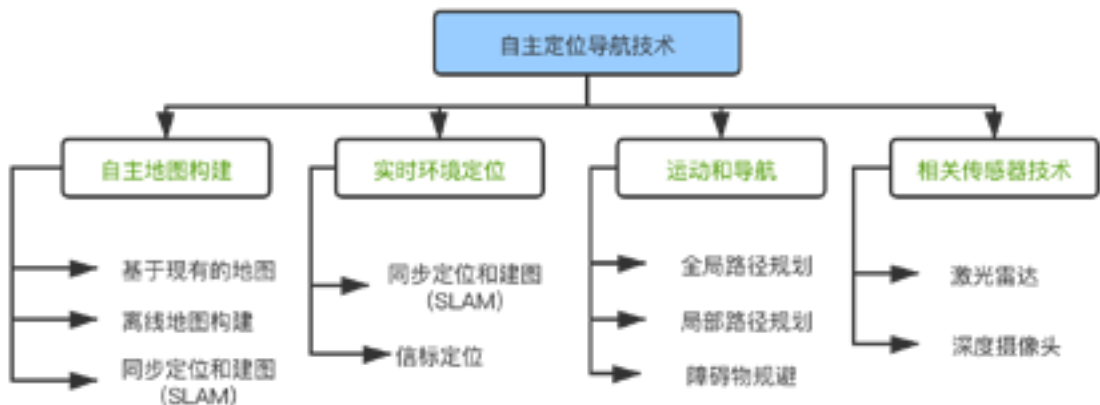 自主定位导航技术
自主地图构建
实时环境定位
运动和导航
相关传感器技术
基于现有的地图
离线地图构建
同步定位和建图
(SLAM)
同步定位和建图
(SLAM)
信标定位
全局路径规划
局部路径规划
障碍物规避
激光雷达
深度摄像头